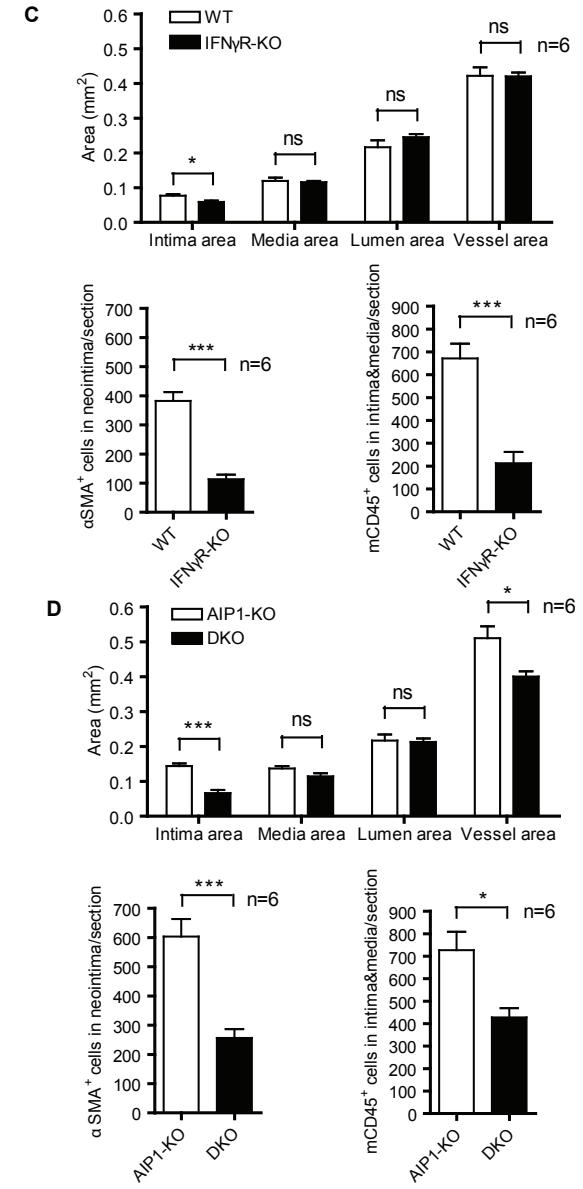 C
WT
IFNγR-KO
n=6
Area (mm²)
0.6
0.5
0.4
0.3
0.2
0.1
0.0
*
ns
ns
ns
Intima area
Media area
Lumen area
Vessel area
αSMA⁺ cells in neointima/section
700
600
500
400
300
200
100
0
***
n=6
WT
IFNγR-KO
mCD45⁺ cells in intima&media/section
900
800
700
600
500
400
300
200
100
0
***
n=6
WT
IFNγR-KO
D
AIP1-KO
DKO
n=6
Area (mm²)
0.6
0.5
0.4
0.3
0.2
0.1
0.0
***
ns
ns
*
Intima area
Media area
Lumen area
Vessel area
α SMA⁺ cells in neointima/section
700
600
500
400
300
200
100
0
***
n=6
AIP1-KO
DKO
mCD45⁺ cells in intima&media/section
900
800
700
600
500
400
300
200
100
0
*
n=6
AIP1-KO
DKO